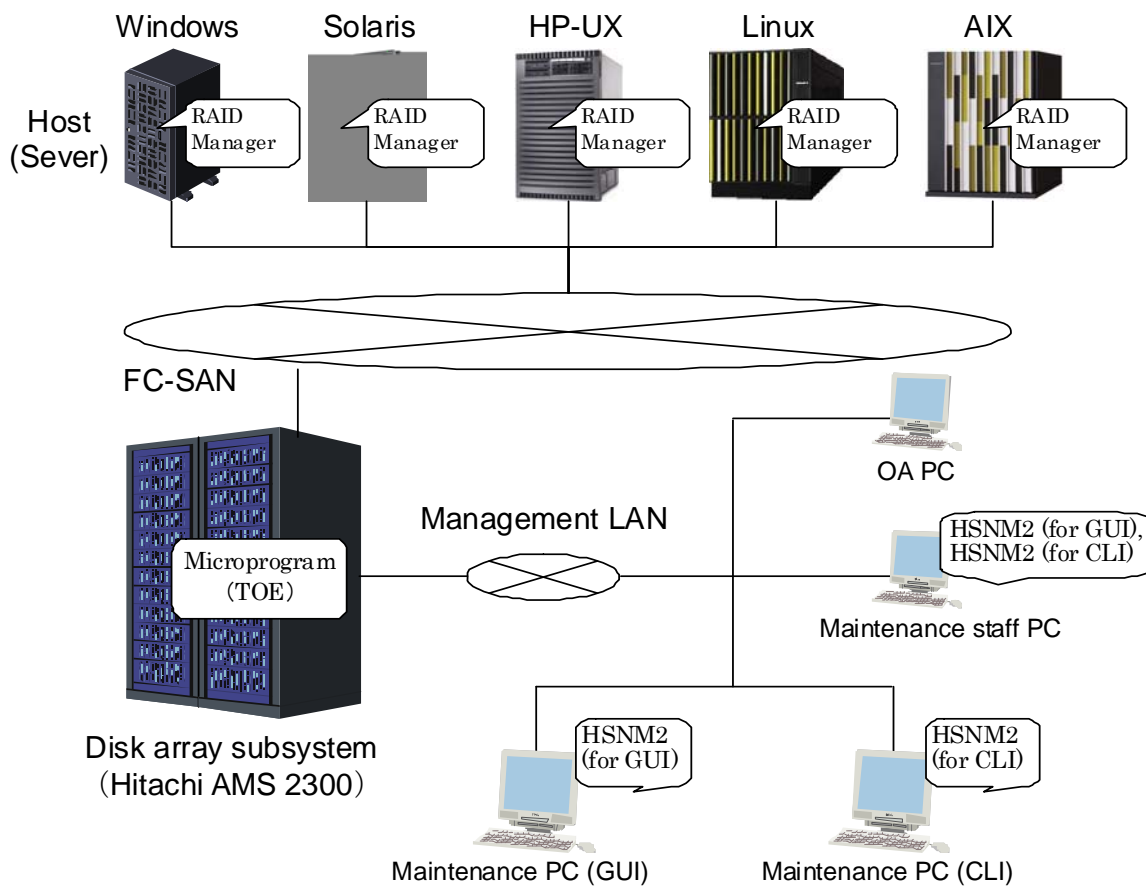 Windows
Solaris
HP-UX
Linux
AIX
Host
(Sever)
RAID
Manager
RAID
Manager
RAID
Manager
RAID
Manager
RAID
Manager
FC-SAN
OA PC
Management LAN
HSNM2 (for GUI),
HSNM2 (for CLI)
Microprogram
(TOE)
Maintenance staff PC
Disk array subsystem
(Hitachi AMS 2300)
HSNM2
(for GUI)
HSNM2
(for CLI)
Maintenance PC (GUI)
Maintenance PC (CLI)